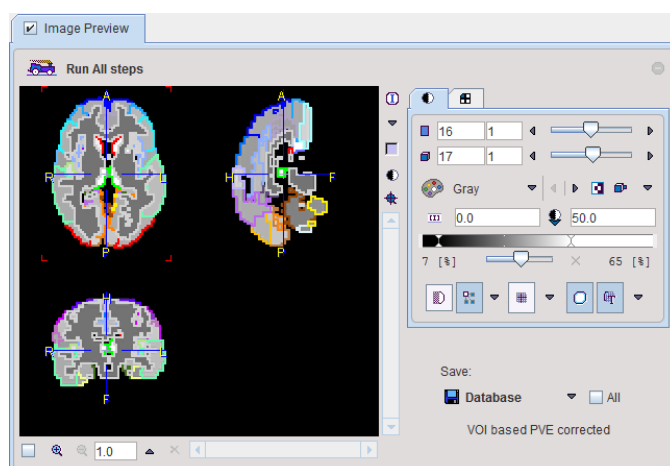 Image Preview
Run All steps
A
A
R
L
H
F
P
P
H
R
L
F
16
1
17
1
Gray
0.0
50.0
7 [%]
65 [%]
Save:
Database
All
VOI based PVE corrected
1.0